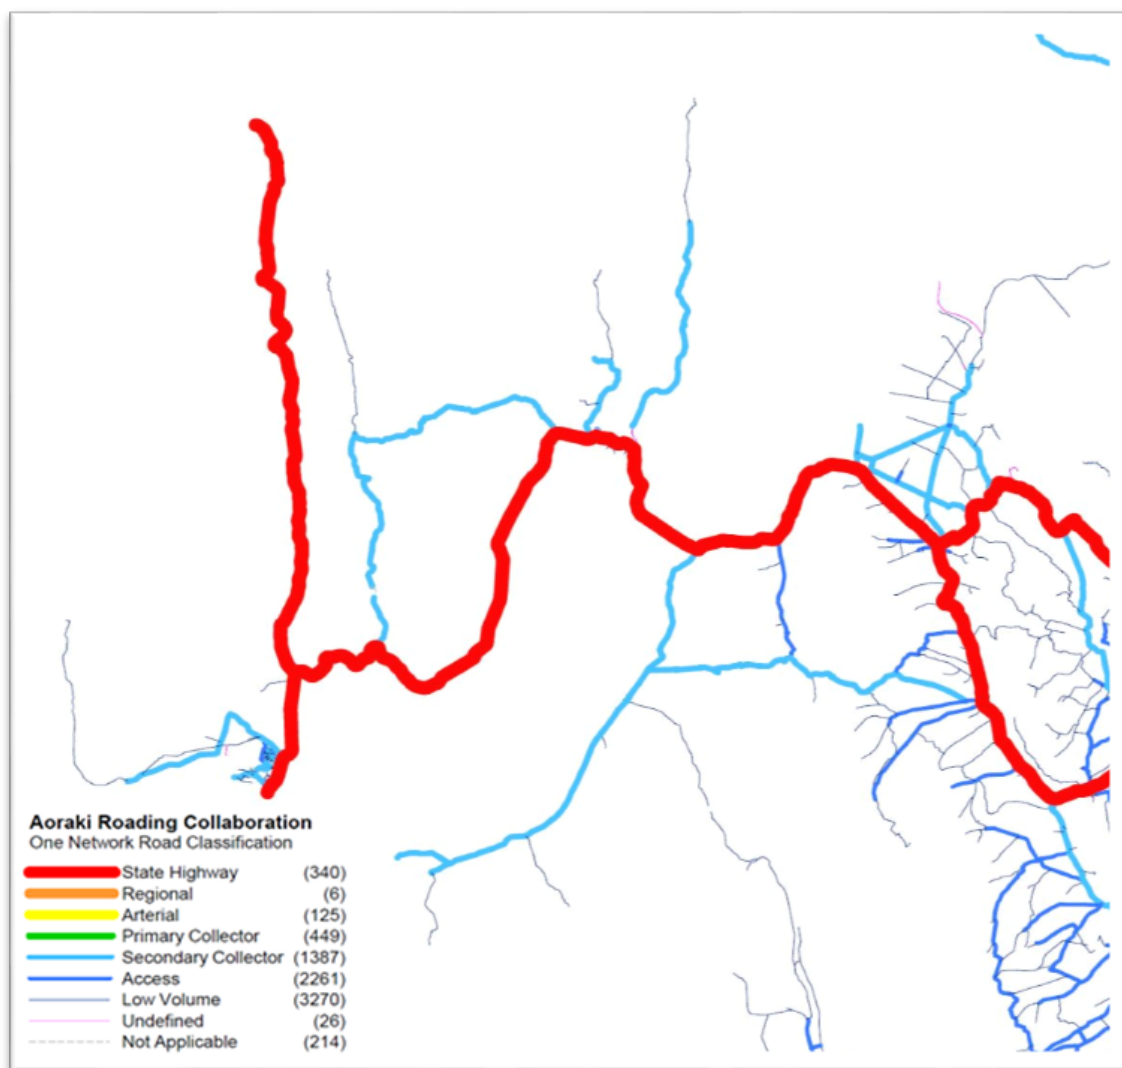 Aoraki Roading Collaboration
One Network Road Classification
State Highway (340)
Regional (6)
Arterial (125)
Primary Collector (449)
Secondary Collector (1387)
Access (2261)
Low Volume (3270)
Undefined (26)
Not Applicable (214)